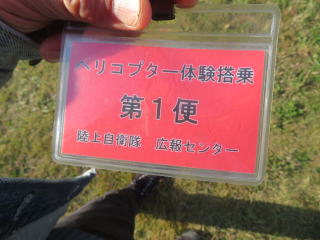 ヘリコプター体験搭乗
第1便
陸上自衛隊　広報センター